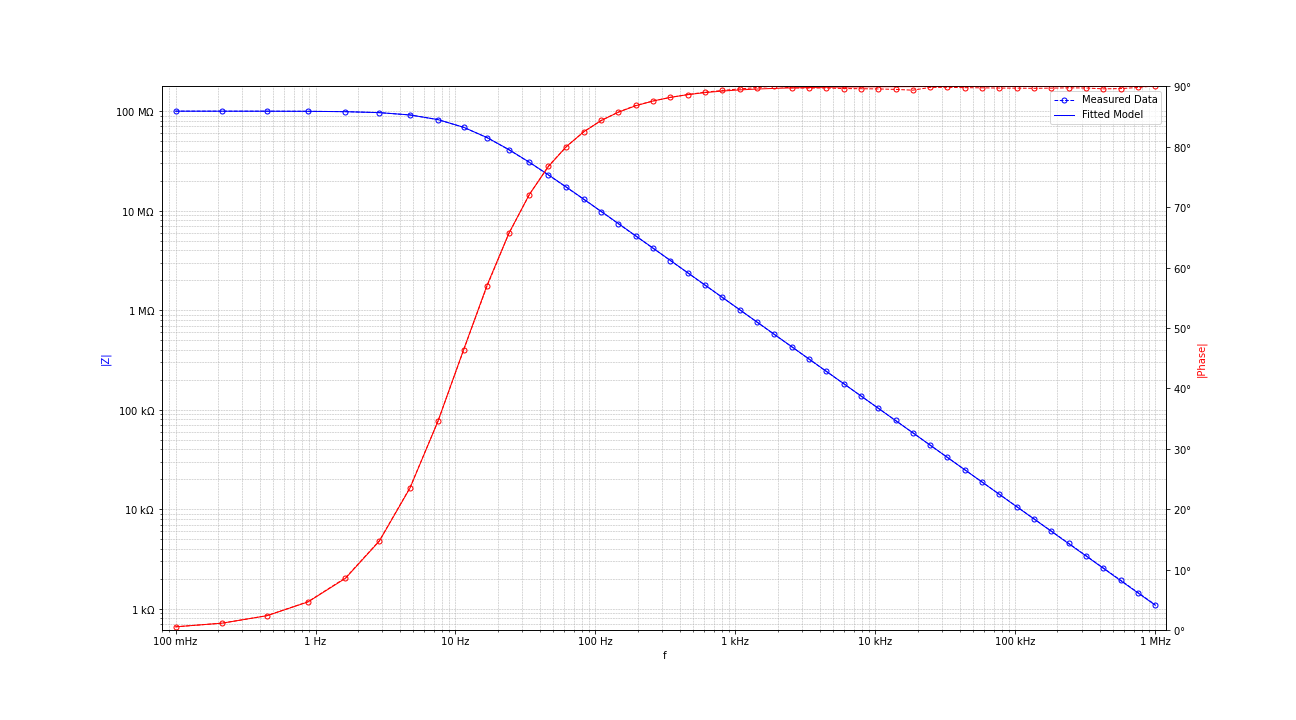 100 MΩ
10 MΩ
1 MΩ
100 kΩ
10 kΩ
1 kΩ
|Z|
90°
80°
70°
60°
50°
40°
30°
20°
10°
0°
|Phase|
Measured Data
Fitted Model
100 mHz
1 Hz
10 Hz
100 Hz
1 kHz
10 kHz
100 kHz
1 MHz
f